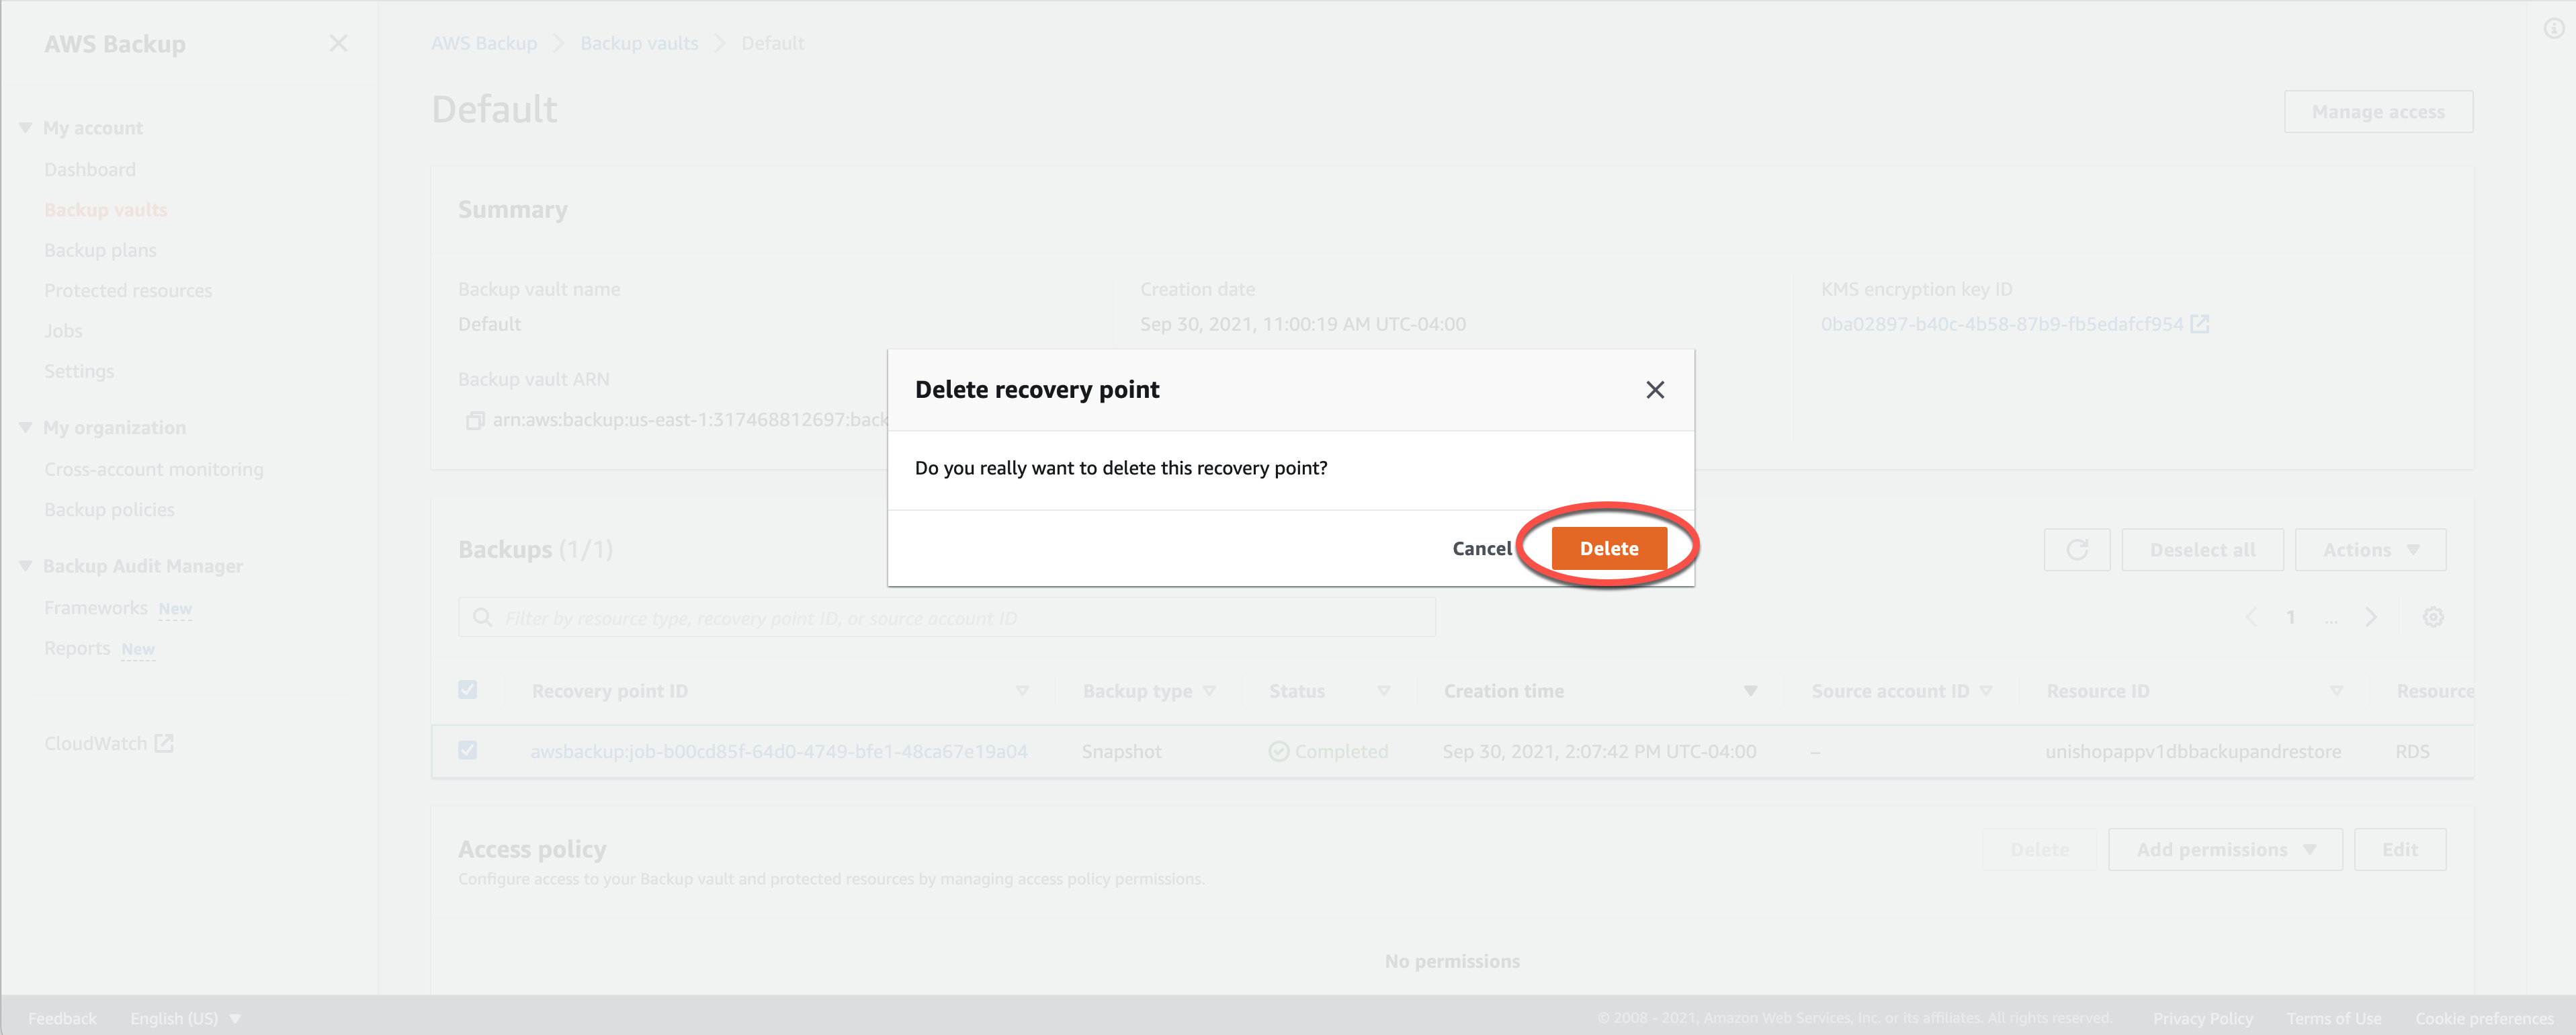 AWS Backup
AWS Backup > Backup vaults > Default
Default
Manage access
My account
Dashboard
Backup vaults
Backup plans
Protected resources
Jobs
Settings
My organization
Cross-account monitoring
Backup policies
Backup Audit Manager
Frameworks New
Reports New
CloudWatch
Summary
Backup vault name
Default
Creation date
Sep 30, 2021, 11:00:19 AM UTC-04:00
KMS encryption key ID
0ba02897-b40c-4b58-87b9-fb5edafcf954
Backup vault ARN
arn:aws:backup:us-east-1:317468812697:back
Delete recovery point
Do you really want to delete this recovery point?
Cancel Delete
Backups (1/1)
Deselect all Actions
Filter by resource type, recovery point ID, or source account ID
1 ...
Recovery point ID Backup type Status Creation time Source account ID Resource ID Resource
awsbackup:job-b00cd85f-64d0-4749-bfe1-48ca67e19a04 Snapshot Completed Sep 30, 2021, 2:07:42 PM UTC-04:00 – unishopappv1dbbackupandrestore RDS
Access policy
Delete Add permissions Edit
Configure access to your Backup vault and protected resources by managing access policy permissions.
No permissions
Feedback English (US) © 2008 - 2021, Amazon Web Services, Inc. or its affiliates. All rights reserved. Privacy Policy Terms of Use Cookie preferences